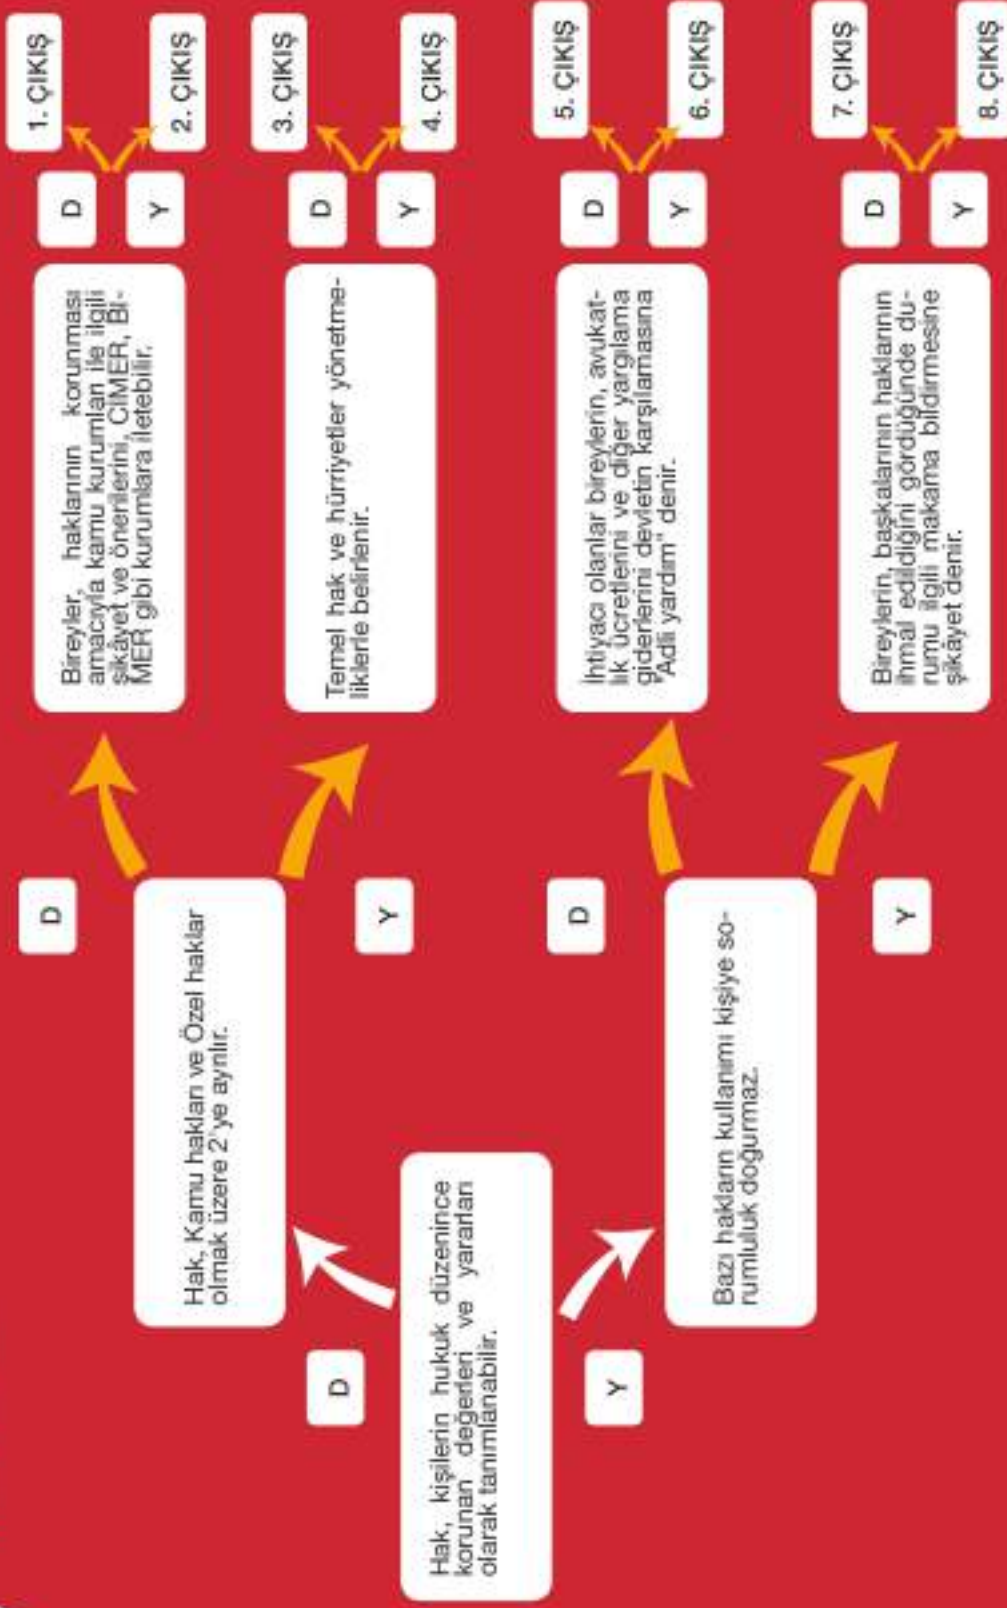 Hak, kişilerin hukuk düzenince
korunan değerleri ve yararları
olarak tanımlanabilir.
D
Y
Hak, Kamu hakları ve Özel haklar
olmak üzere 2'ye ayrılır.
D
Y
Bazı hakların kullanımı kişiye so-
rumluluk doğurmaz.
D
Y
Bireyler, haklarının korunması
amacıyla kamu kurumları ile ilgili
şikâyet ve önerilerini, CİMER, Bİ-
MER gibi kurumlara iletebilir.
D
Y
1. ÇIKIŞ
2. ÇIKIŞ
Temel hak ve hürriyetler yönetme-
liklerle belirlenir.
D
Y
3. ÇIKIŞ
4. ÇIKIŞ
İhtiyacı olanlar bireylerin, avukat-
lık ücretlerini ve diğer yargılama
giderlerini devletin karşılamasına
"Adli yardım" denir.
D
Y
5. ÇIKIŞ
6. ÇIKIŞ
Bireylerin, başkalarının haklarının
ihmal edildiğini gördüğünde du-
rumu ilgili makama bildirmesine
şikâyet denir.
D
Y
7. ÇIKIŞ
8. ÇIKIŞ